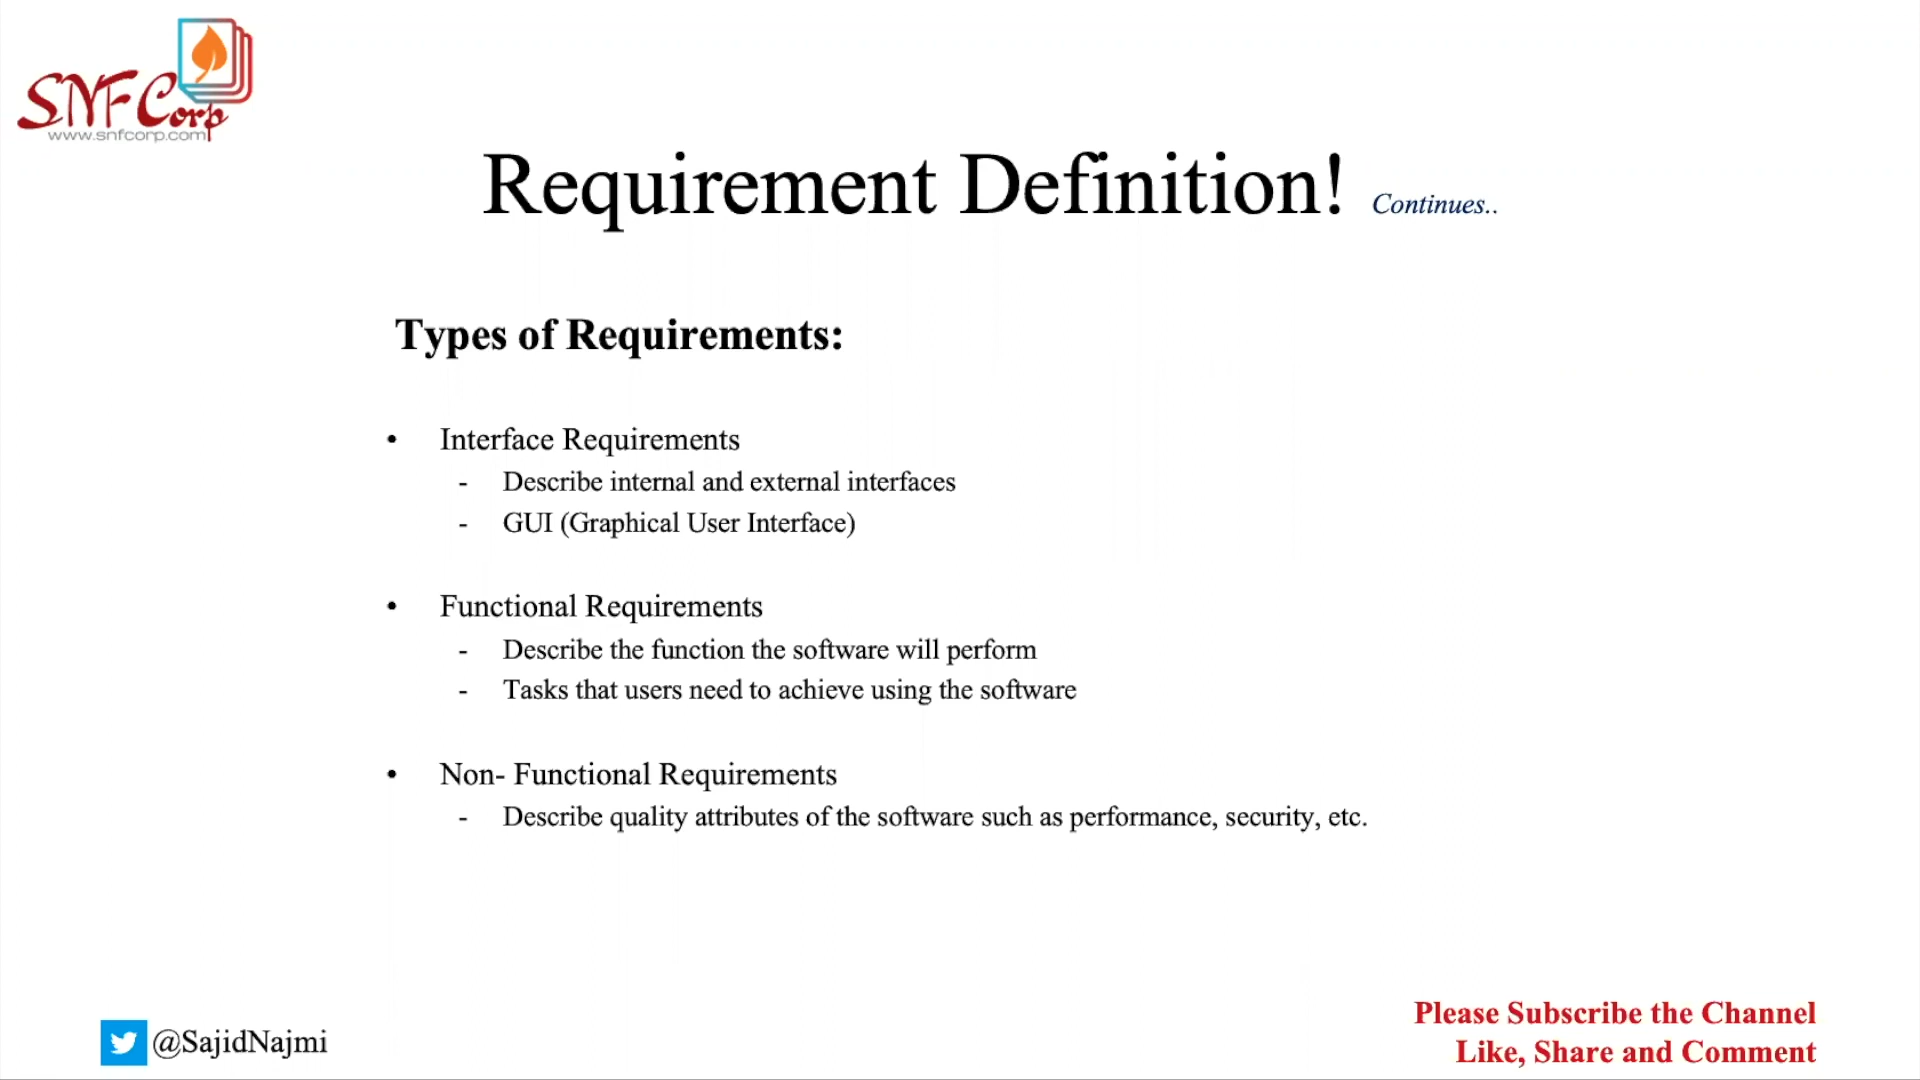 SNF Corp
www.snfcorp.com
Requirement Definition! Continues..
Types of Requirements:
• Interface Requirements
- Describe internal and external interfaces
- GUI (Graphical User Interface)
• Functional Requirements
- Describe the function the software will perform
- Tasks that users need to achieve using the software
• Non- Functional Requirements
- Describe quality attributes of the software such as performance, security, etc.
@SajidNajmi
Please Subscribe the Channel
Like, Share and Comment